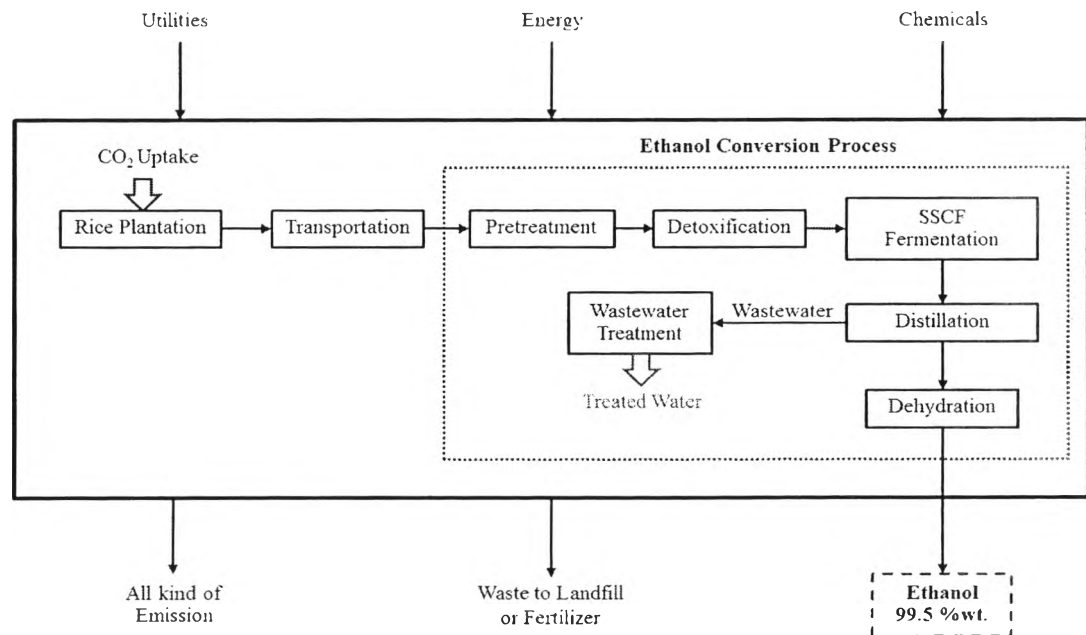 Utilities
Energy
Chemicals
Ethanol Conversion Process
CO₂ Uptake
Rice Plantation
Transportation
Pretreatment
Detoxification
SSCF
Fermentation
Wastewater
Treatment
Wastewater
Distillation
Treated Water
Dehydration
All kind of
Emission
Waste to Landfill
or Fertilizer
Ethanol
99.5 %wt.